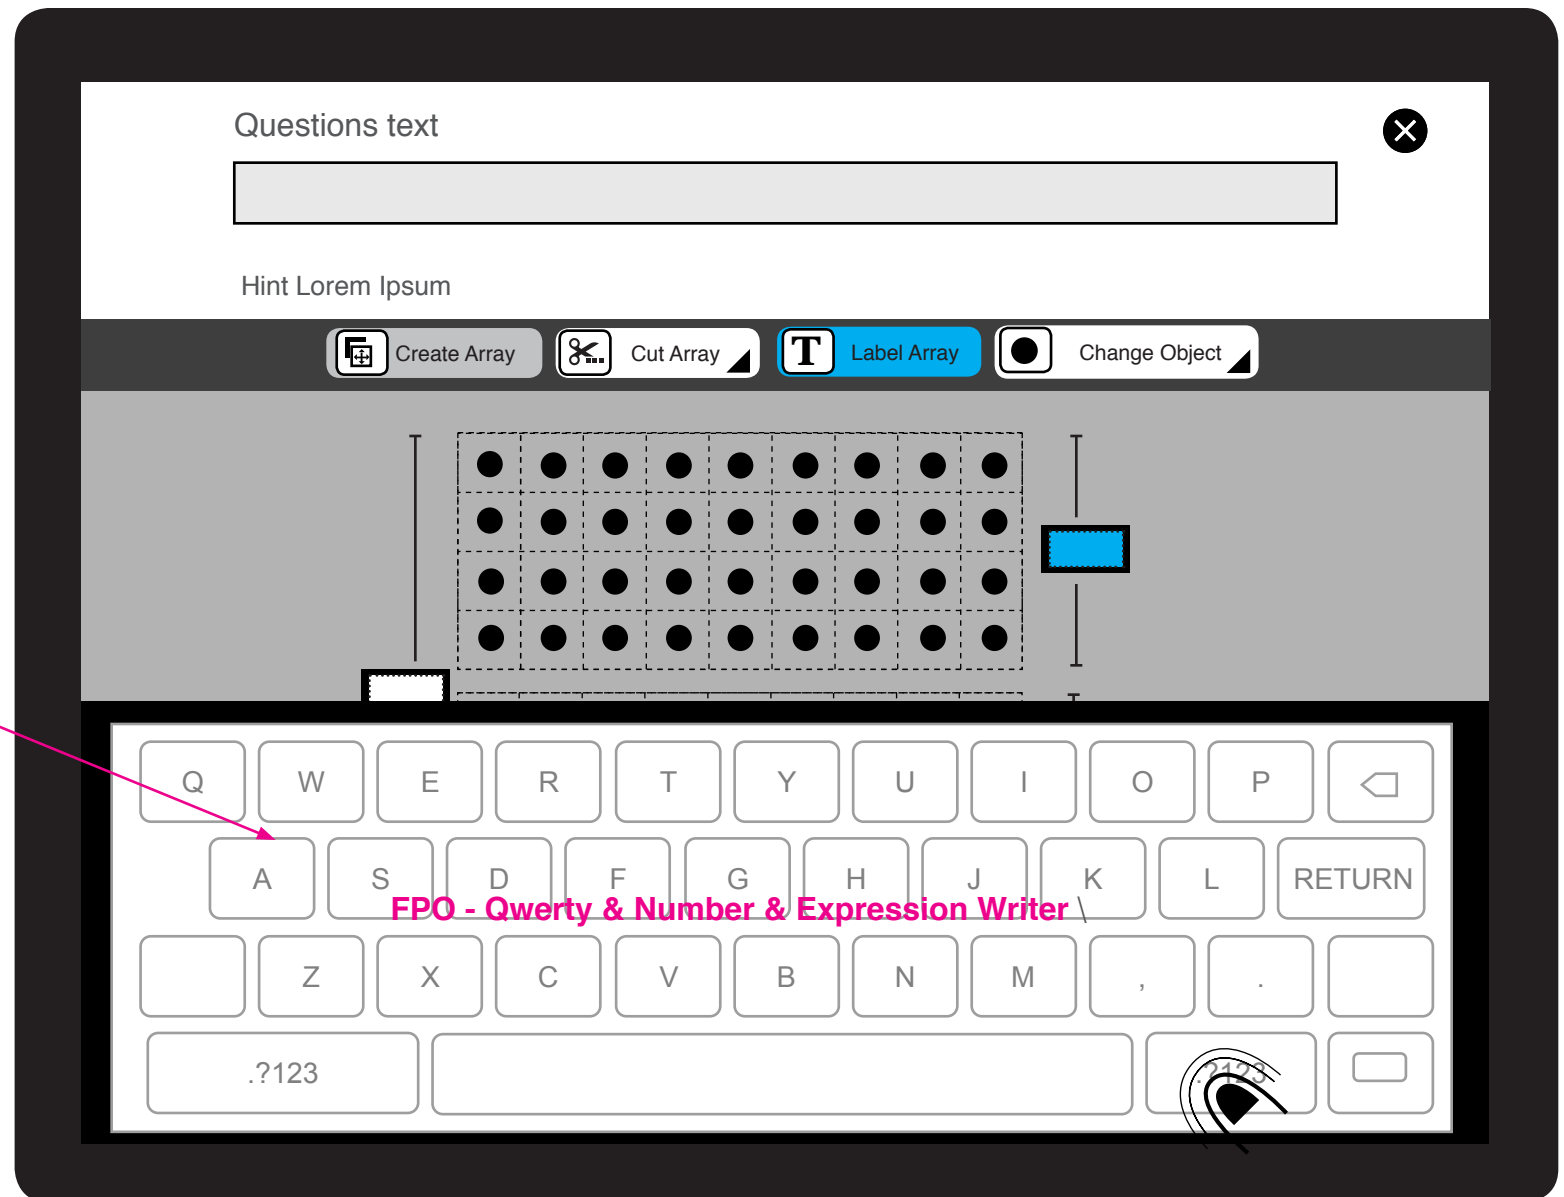 Questions text
Hint Lorem Ipsum
Create Array
Cut Array
T Label Array
Change Object
Q W E R T Y U I O P
A S D F G H J K L RETURN
FPO - Qwerty & Number & Expression Writer \
Z X C V B N M , .
.?123 .?123